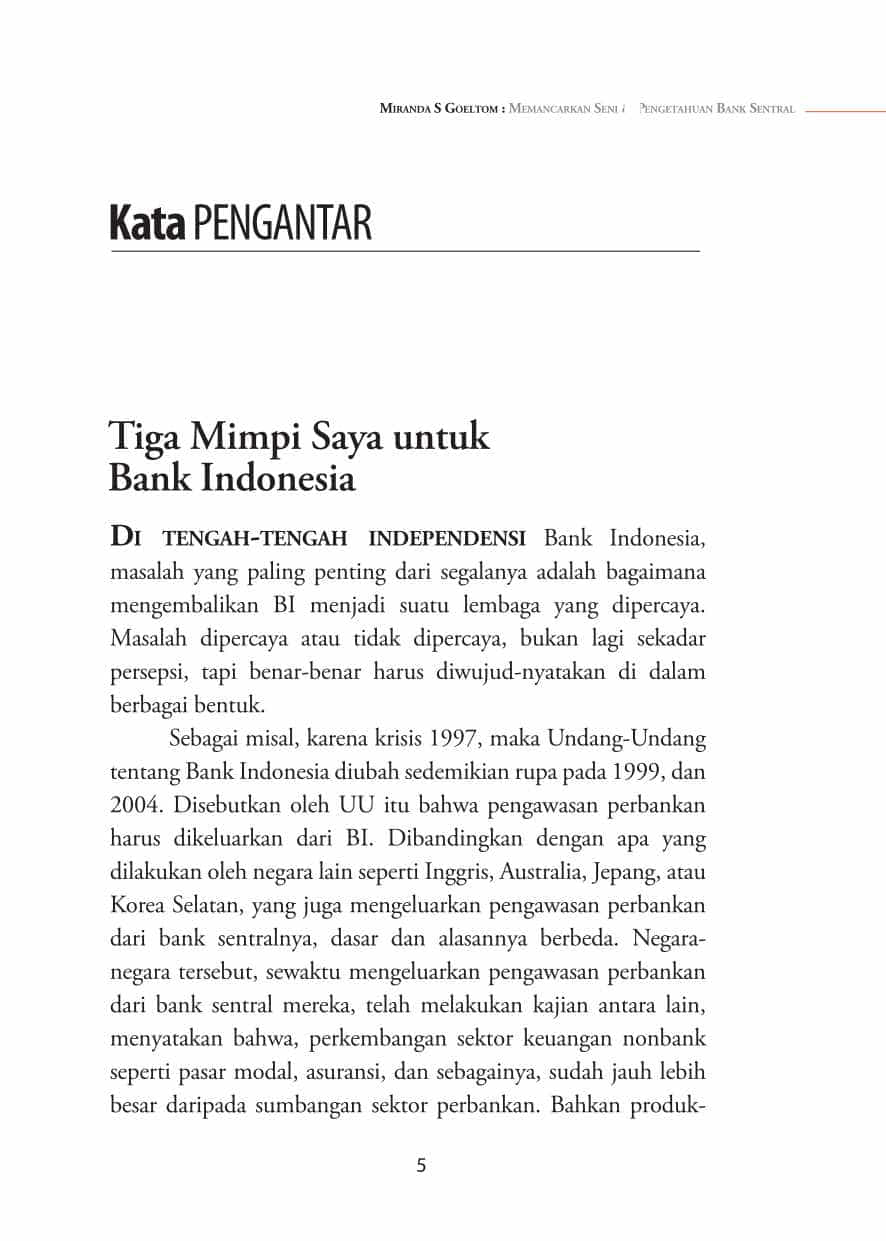 MIRANDA S GOELTOM : MEMANCARKAN SENI PENGETAHUAN BANK SENTRAL
Kata PENGANTAR
Tiga Mimpi Saya untuk
Bank Indonesia
DI TENGAH-TENGAH INDEPENDENSI Bank Indonesia,
masalah yang paling penting dari segalanya adalah bagaimana
mengembalikan BI menjadi suatu lembaga yang dipercaya.
Masalah dipercaya atau tidak dipercaya, bukan lagi sekadar
persepsi, tapi benar-benar harus diwujud-nyatakan di dalam
berbagai bentuk.
Sebagai misal, karena krisis 1997, maka Undang-Undang
tentang Bank Indonesia diubah sedemikian rupa pada 1999, dan
2004. Disebutkan oleh UU itu bahwa pengawasan perbankan
harus dikeluarkan dari BI. Dibandingkan dengan apa yang
dilakukan oleh negara lain seperti Inggris, Australia, Jepang, atau
Korea Selatan, yang juga mengeluarkan pengawasan perbankan
dari bank sentralnya, dasar dan alasannya berbeda. Negara-
negara tersebut, sewaktu mengeluarkan pengawasan perbankan
dari bank sentral mereka, telah melakukan kajian antara lain,
menyatakan bahwa, perkembangan sektor keuangan nonbank
seperti pasar modal, asuransi, dan sebagainya, sudah jauh lebih
besar daripada sumbangan sektor perbankan. Bahkan produk-
5